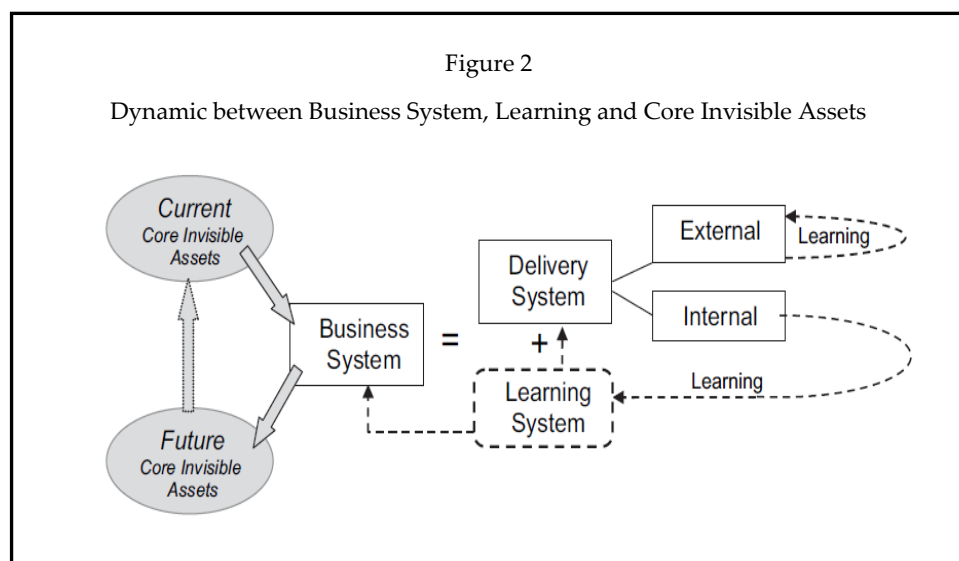 Figure 2
Dynamic between Business System, Learning and Core Invisible Assets
Current
Core Invisible
Assets
Business
System
Future
Core Invisible
Assets
=
Delivery
System
+
Learning
System
External
Learning
Internal
Learning